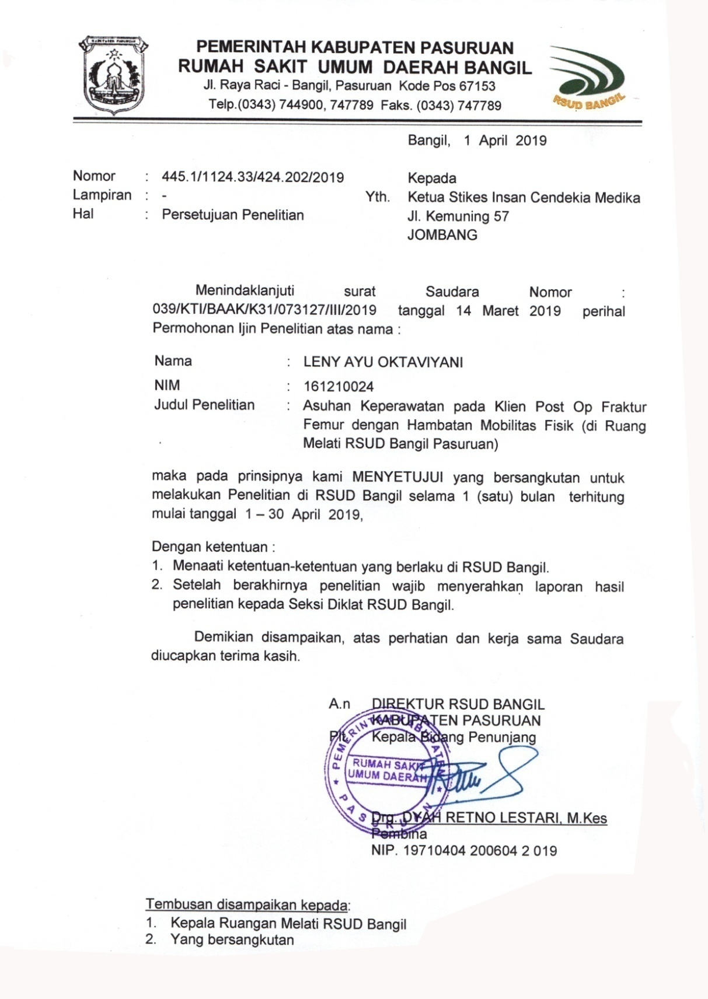 KABUPATEN PASURUAN
PEMERINTAH KABUPATEN PASURUAN
RUMAH SAKIT UMUM DAERAH BANGIL
Jl. Raya Raci - Bangil, Pasuruan Kode Pos 67153
Telp.(0343) 744900, 747789 Faks. (0343) 747789
RSUD BANGIL
Bangil, 1 April 2019
Nomor : 445.1/1124.33/424.202/2019
Lampiran : -
Hal : Persetujuan Penelitian
Kepada
Yth. Ketua Stikes Insan Cendekia Medika
Jl. Kemuning 57
JOMBANG
Menindaklanjuti surat Saudara Nomor :
039/KTI/BAAK/K31/073127/III/2019 tanggal 14 Maret 2019 perihal
Permohonan Ijin Penelitian atas nama :
Nama : LENY AYU OKTAVIYANI
NIM : 161210024
Judul Penelitian : Asuhan Keperawatan pada Klien Post Op Fraktur
Femur dengan Hambatan Mobilitas Fisik (di Ruang
Melati RSUD Bangil Pasuruan)
maka pada prinsipnya kami MENYETUJUI yang bersangkutan untuk
melakukan Penelitian di RSUD Bangil selama 1 (satu) bulan terhitung
mulai tanggal 1 – 30 April 2019,
Dengan ketentuan :
1. Menaati ketentuan-ketentuan yang berlaku di RSUD Bangil.
2. Setelah berakhirnya penelitian wajib menyerahkan laporan hasil
penelitian kepada Seksi Diklat RSUD Bangil.
Demikian disampaikan, atas perhatian dan kerja sama Saudara
diucapkan terima kasih.
A.n DIREKTUR RSUD BANGIL
KABUPATEN PASURUAN
Plt. Kepala Bidang Penunjang
PEMERINTAH KABUPATEN
RUMAH SAKIT
UMUM DAERAH
PASURUAN
Drg. DYAH RETNO LESTARI, M.Kes
Pembina
NIP. 19710404 200604 2 019
Tembusan disampaikan kepada:
1. Kepala Ruangan Melati RSUD Bangil
2. Yang bersangkutan